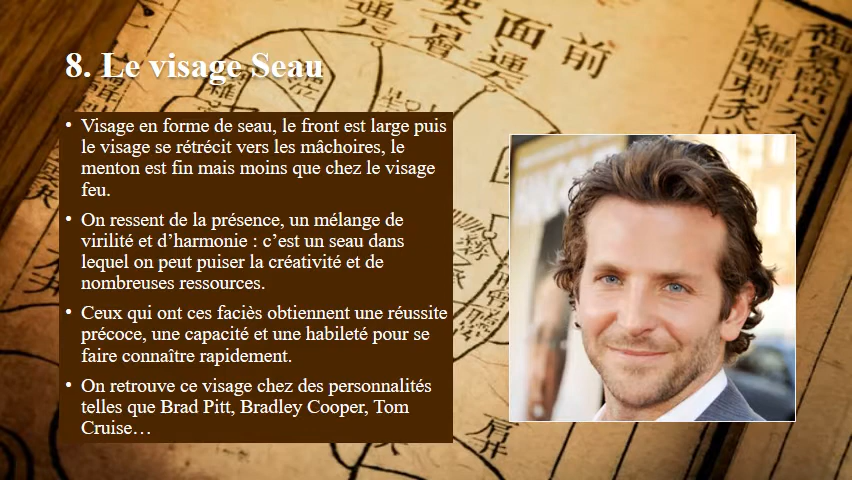 8. Le visage Seau
• Visage en forme de seau, le front est large puis
le visage se rétrécit vers les mâchoires, le
menton est fin mais moins que chez le visage
feu.
• On ressent de la présence, un mélange de
virilité et d’harmonie : c’est un seau dans
lequel on peut puiser la créativité et de
nombreuses ressources.
• Ceux qui ont ces faciès obtiennent une réussite
précoce, une capacité et une habileté pour se
faire connaître rapidement.
• On retrouve ce visage chez des personnalités
telles que Brad Pitt, Bradley Cooper, Tom
Cruise…
面
前